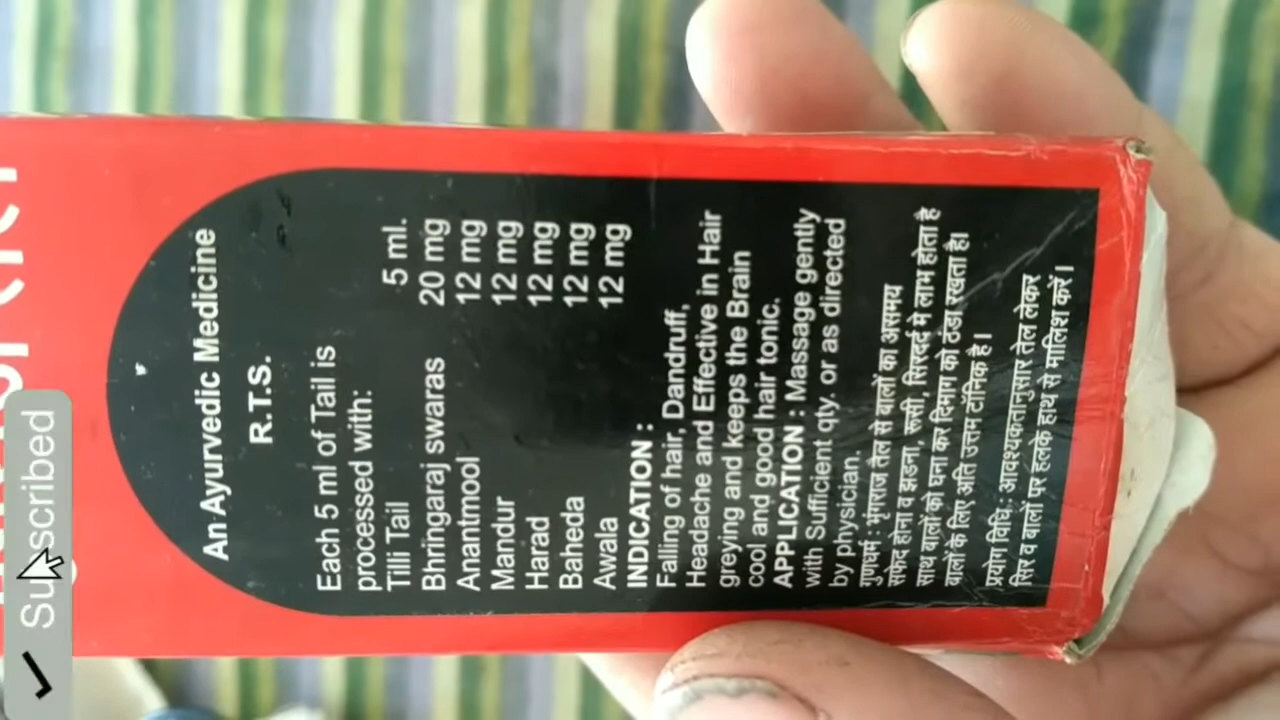 An Ayurvedic Medicine
R.T.S.
Each 5 ml of Tail is
processed with:
Tilli Tail 5 ml.
Bhringaraj swaras 20 mg
Anantmool 12 mg
Mandur 12 mg
Harad 12 mg
Baheda 12 mg
Awala 12 mg
INDICATION :
Falling of hair, Dandruff,
Headache and Effective in Hair
greying and keeps the Brain
cool and good hair tonic.
APPLICATION : Massage gently
with Sufficient qty. or as directed
by physician.
गुणधर्म : भृंगराज तैल से बालों का असमय
सफेद होना व झडना, रूसी, सिरदर्द मे लाभ होता है
साथ बालों को घना कर दिमाग को ठंडा रखता है।
बालों के लिए अति उत्तम टॉनिक है।
प्रयोग विधि : आवश्यकतानुसार तेल लेकर
सिर व बालों पर हलके हाथ से मालिश करें।
Subscribed